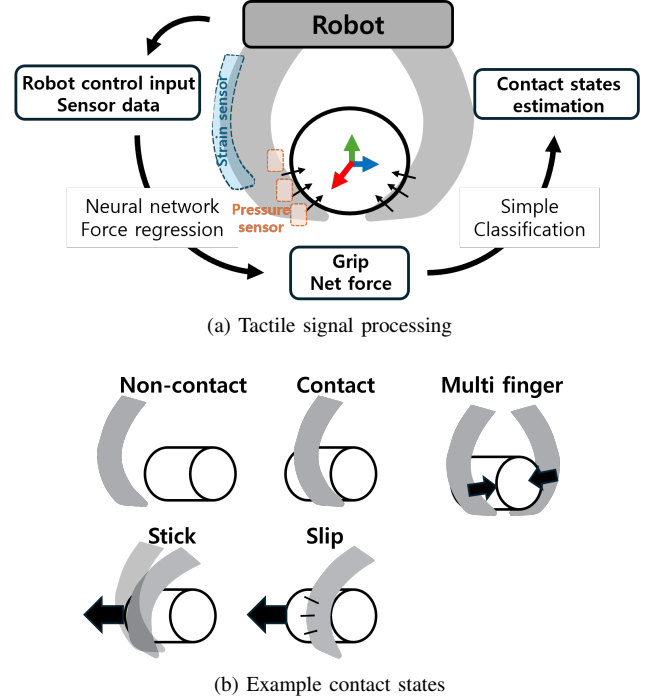 Robot
Robot control input
Sensor data
Strain sensor
Contact states
estimation
Neural network
Force regression
Pressure
sensor
Simple
Classification
Grip
Net force
(a) Tactile signal processing
Non-contact
Contact
Multi finger
Stick
Slip
(b) Example contact states